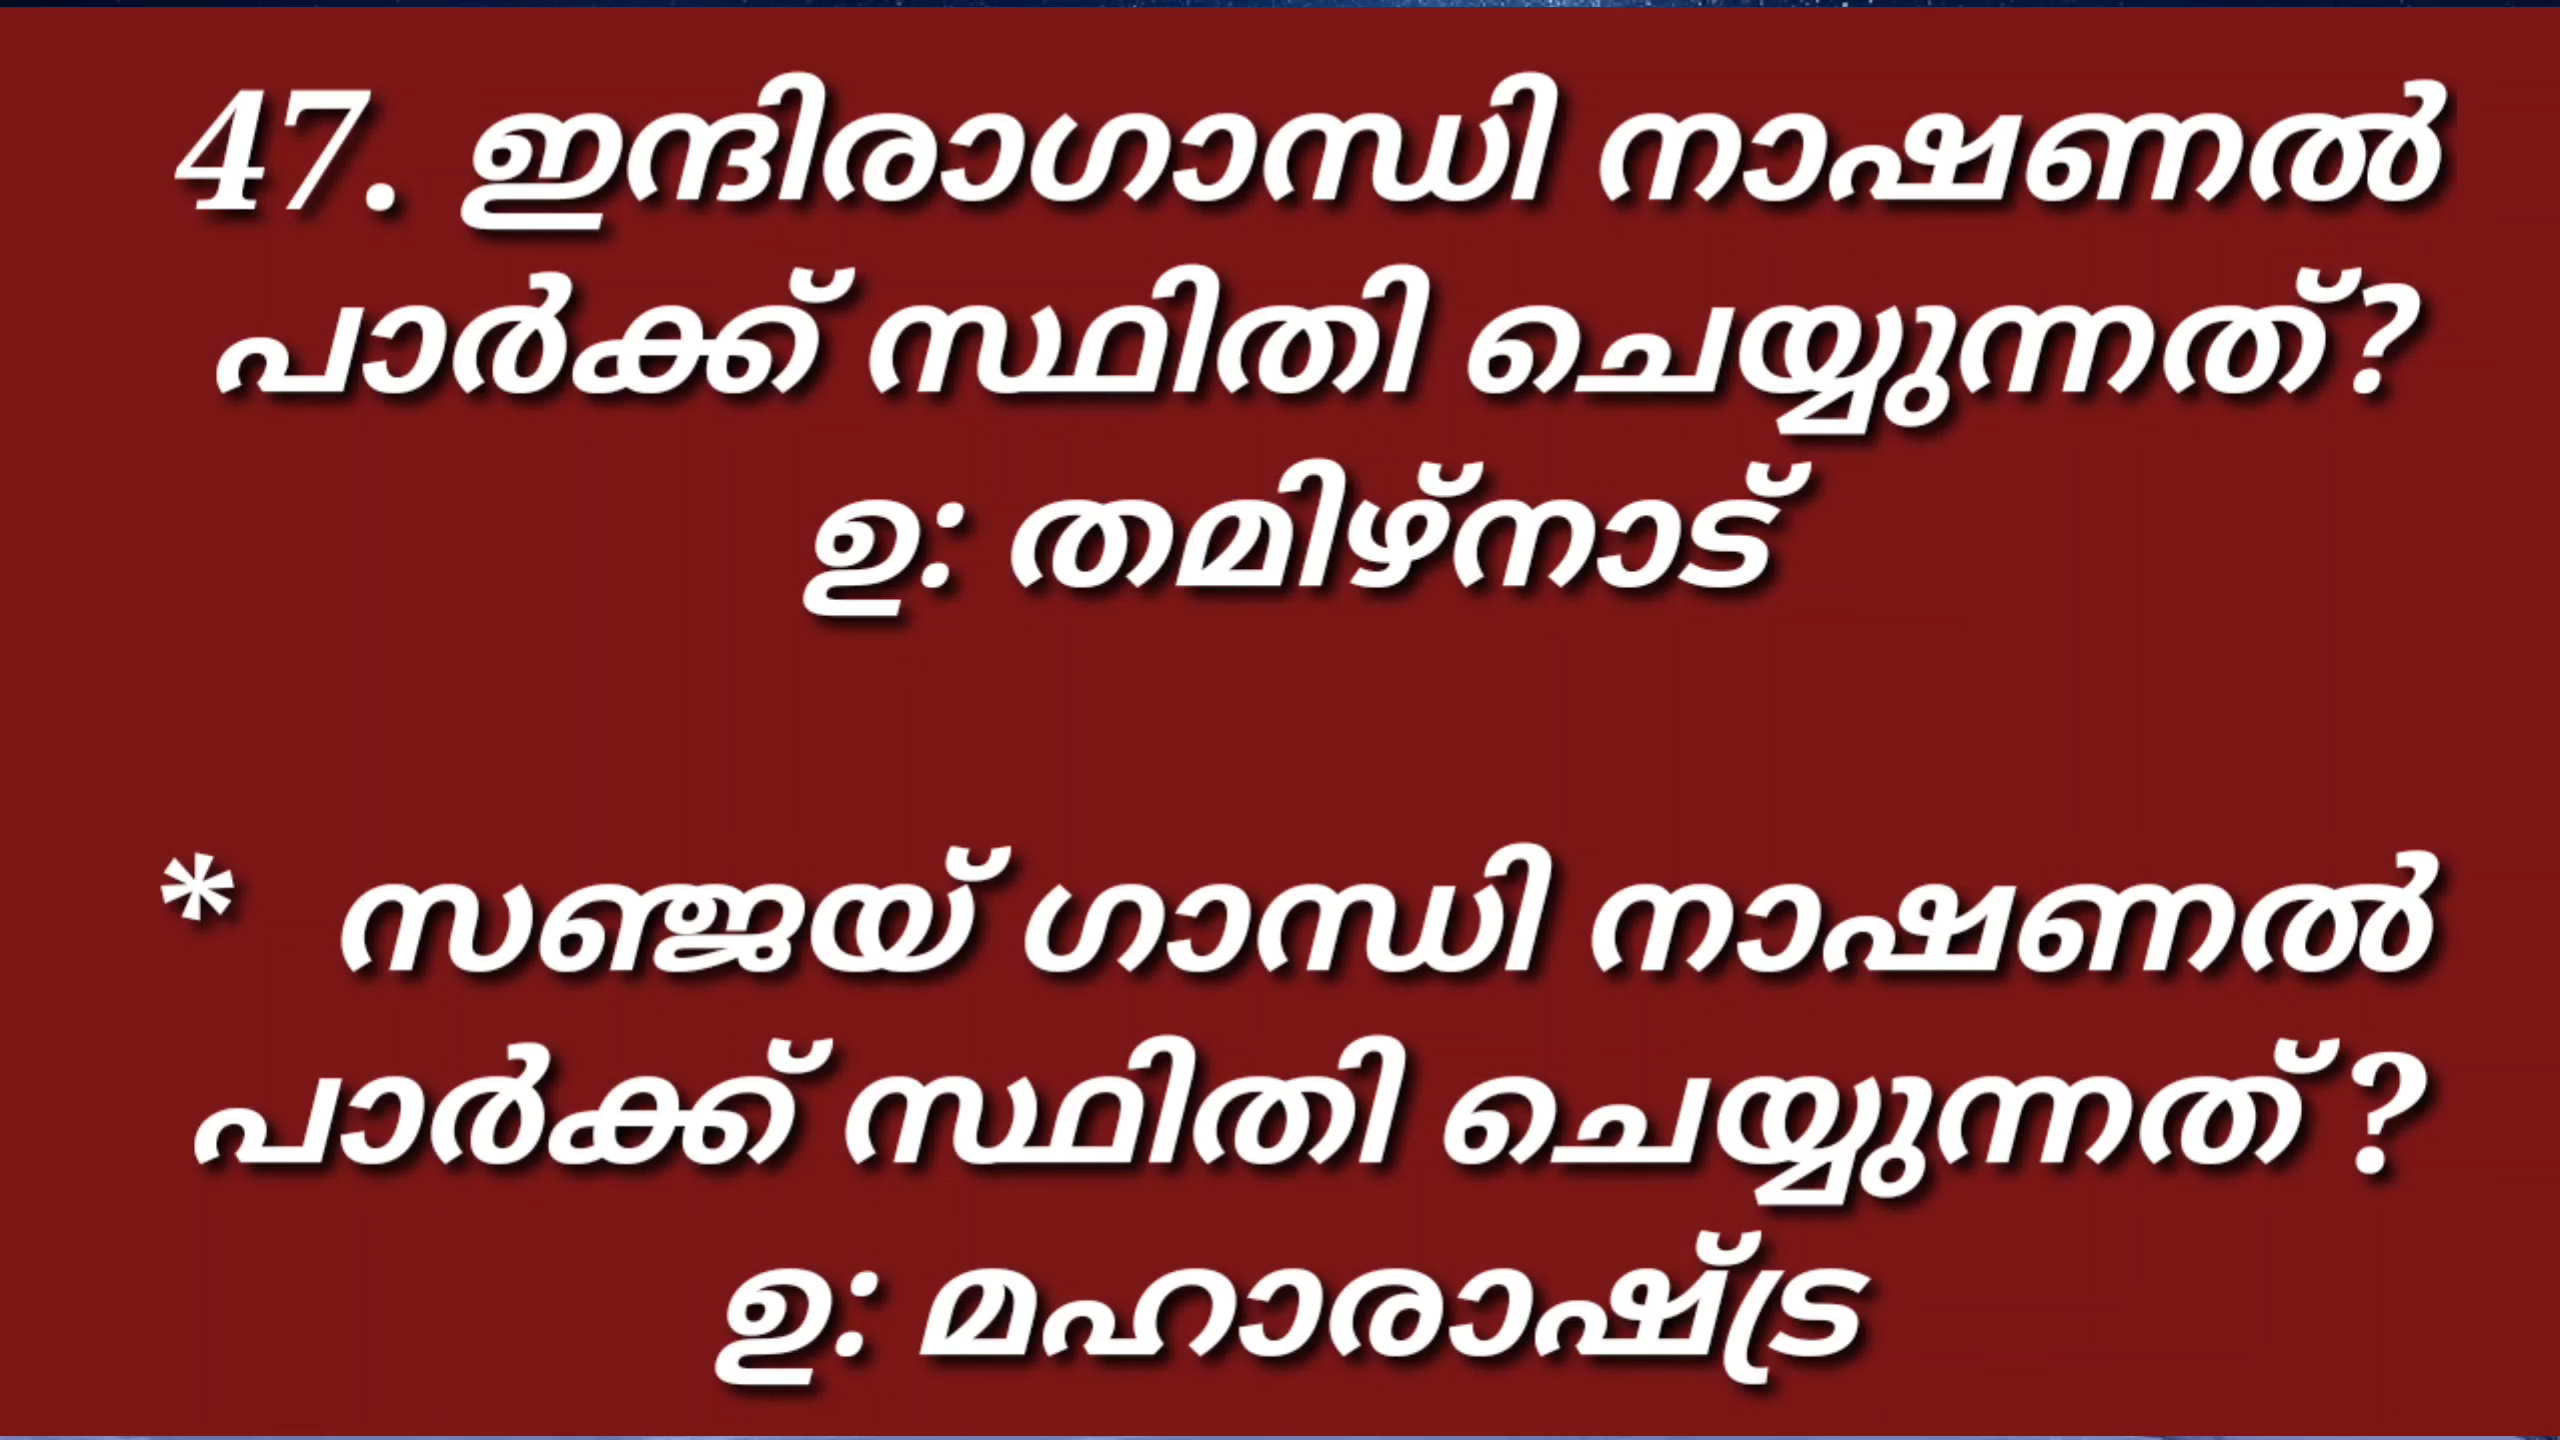 47. ഇന്ദിരാഗാന്ധി നാഷണൽ
പാർക്ക് സ്ഥിതി ചെയ്യുന്നത്?
ഉ: തമിഴ്നാട്
* സഞ്ജയ് ഗാന്ധി നാഷണൽ
പാർക്ക് സ്ഥിതി ചെയ്യുന്നത് ?
ഉ: മഹാരാഷ്ട്ര